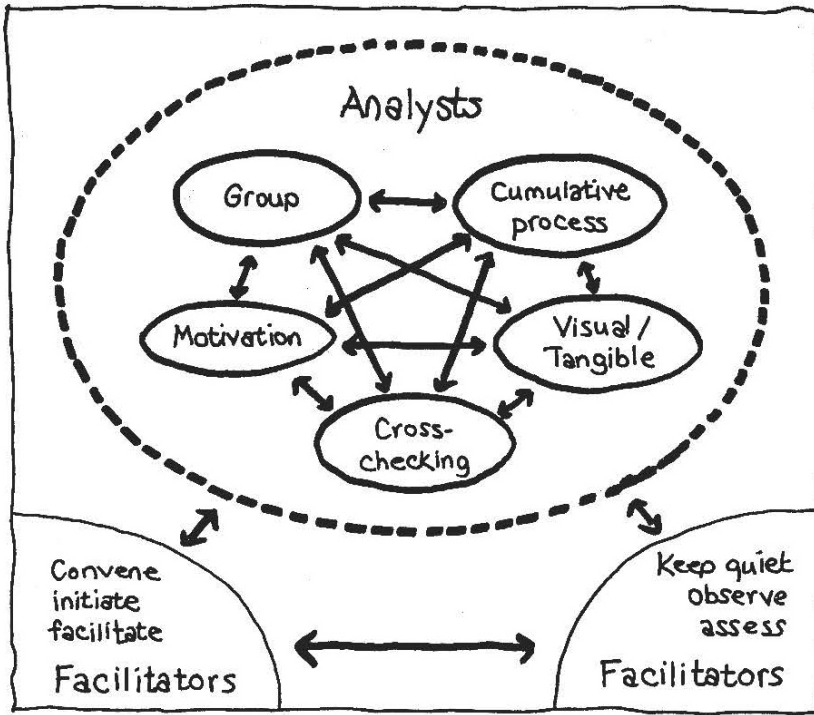 Analysts
Group
Cumulative
process
Motivation
Visual /
Tangible
Cross-
checking
Convene
initiate
facilitate
Facilitators
Keep quiet
observe
assess
Facilitators